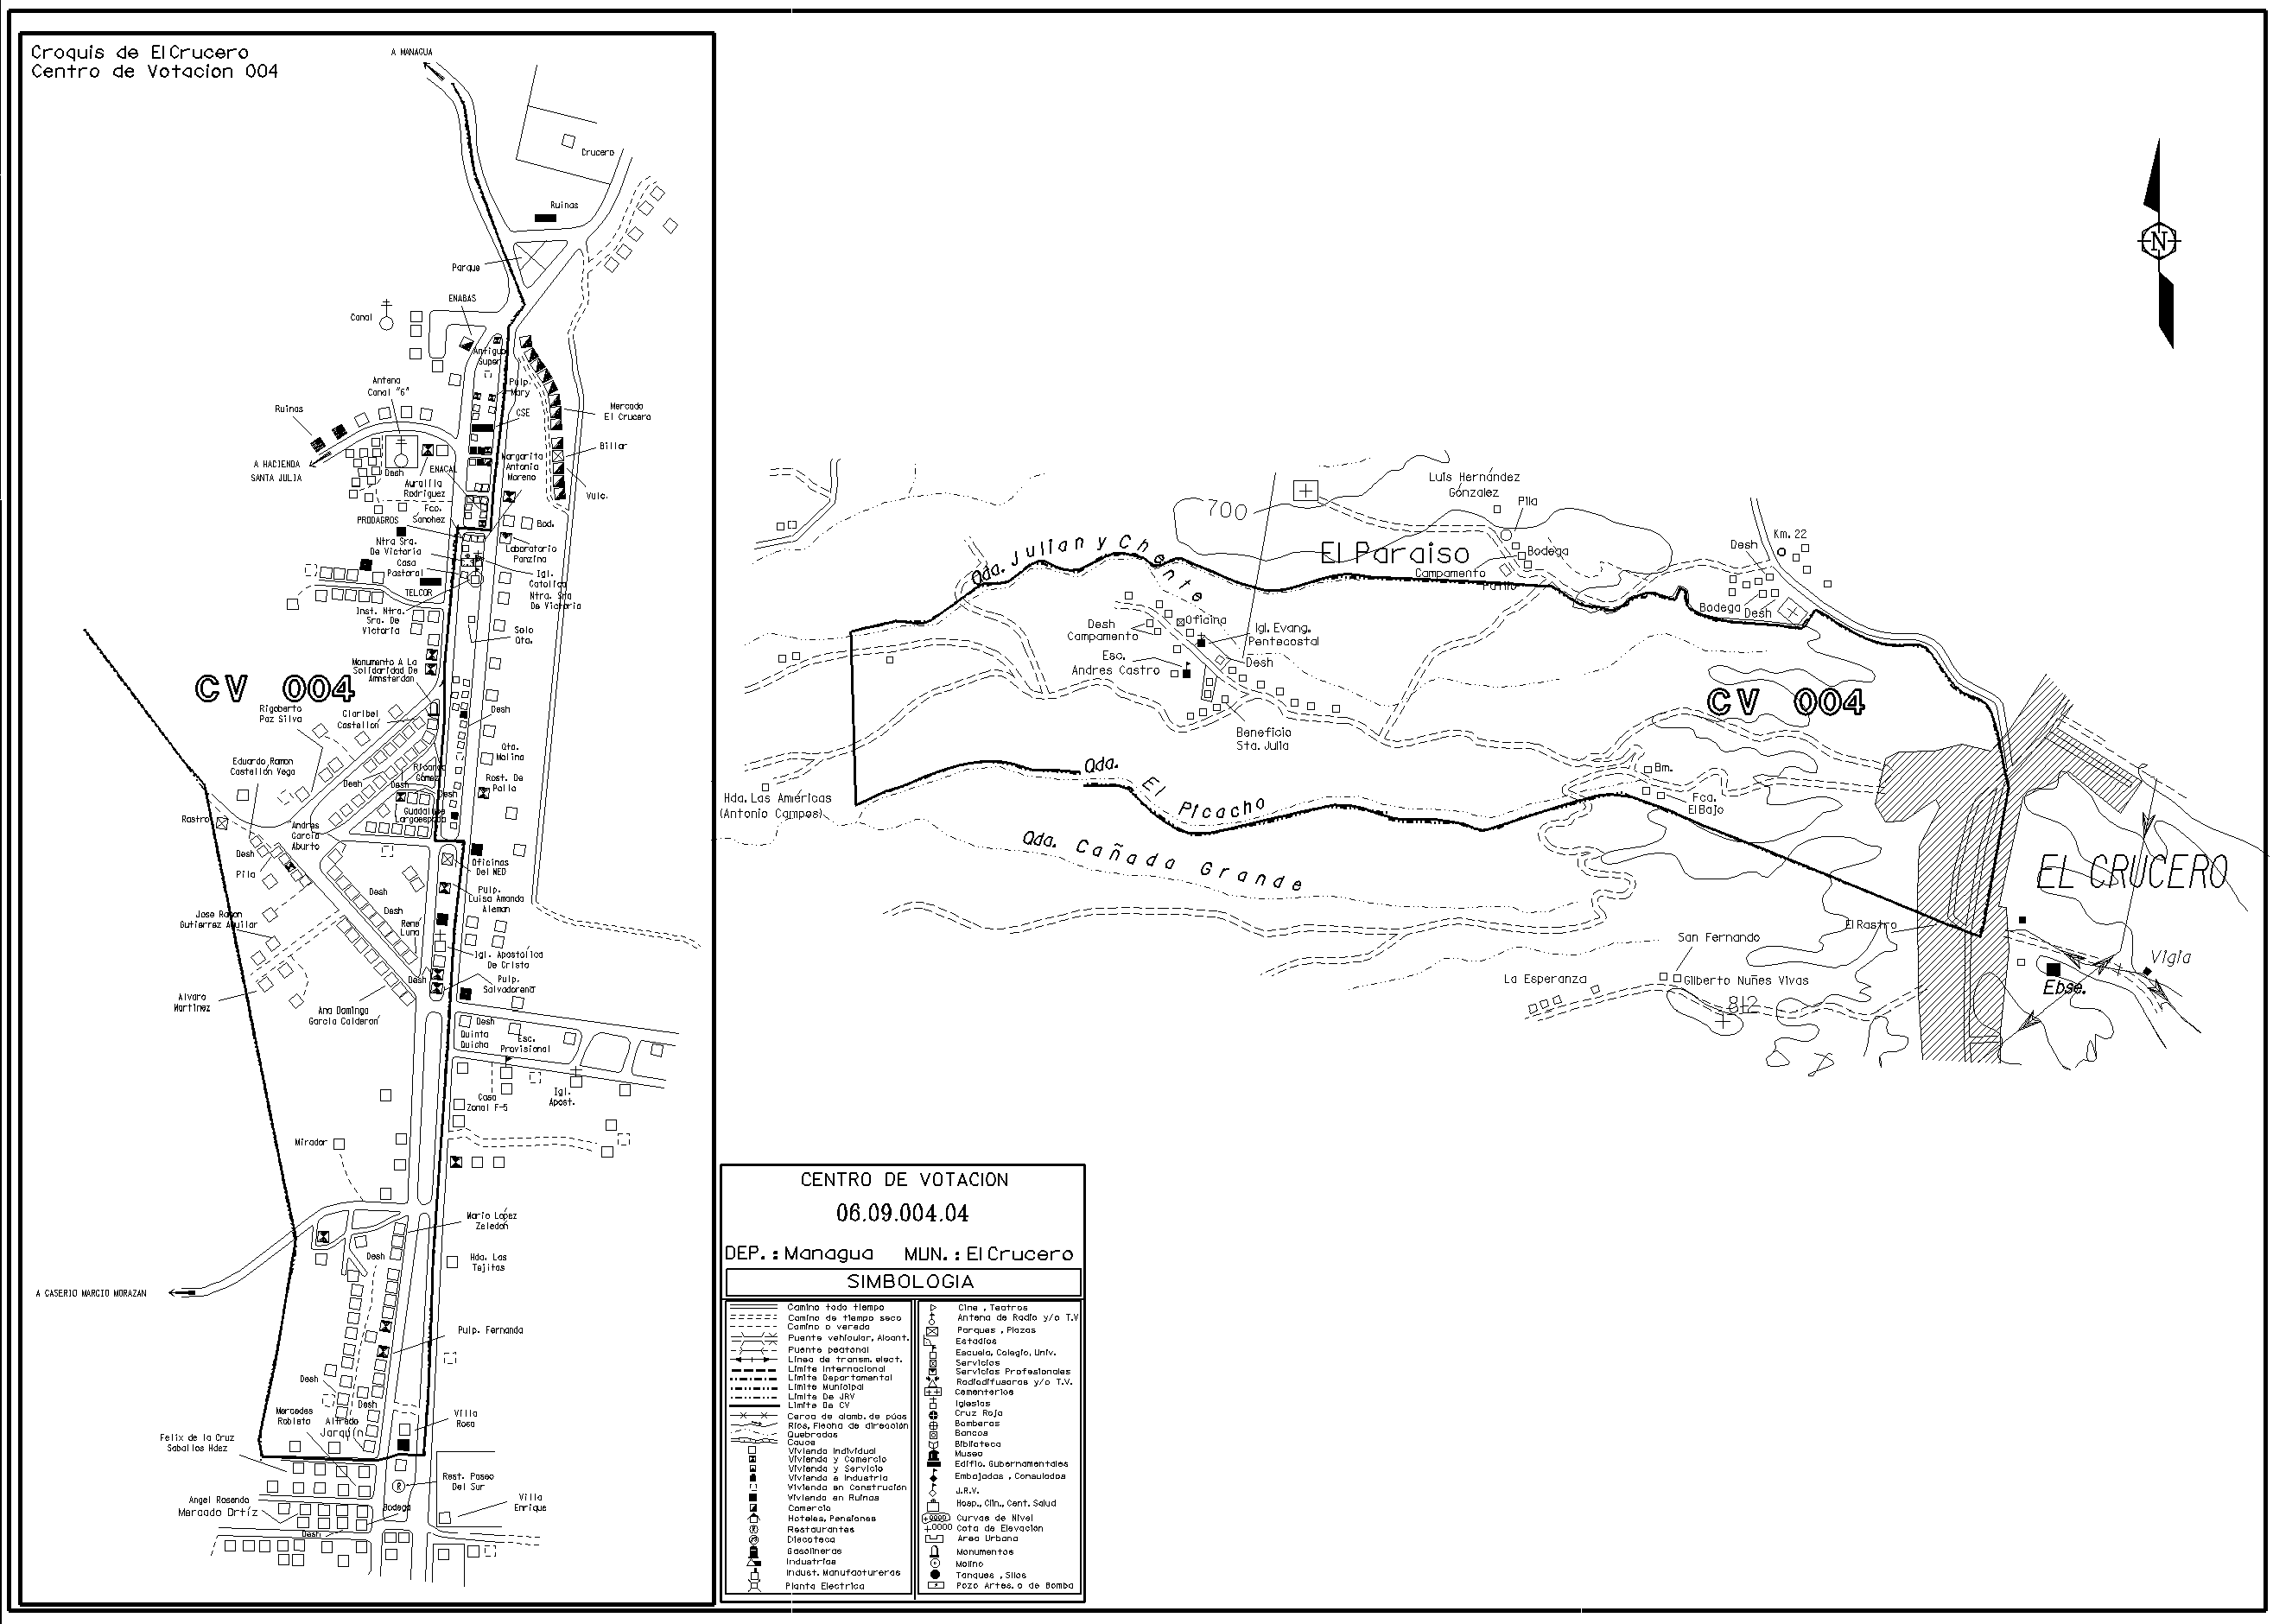 Croquis de El Crucero
Centro de Votacion 004
A MANAGUA
Crucero
Ruinas
Parque
ENABAS
Canal
Antiguo
Super
Antena
Canal "6"
Pulp.
Mary
CSE
Mercado
El Crucero
Ruinas
Billar
A HACIENDA
SANTA JULIA
Desh
ENACAL
Margarita
Antonia
Moreno
Auralila
Rodriguez
Vulc.
Fco.
Sanchez
PRODAGROS
Bod.
Ntra Sra.
De Victoria
Casa
Pastoral
Laboratorio
Panzina
TELCOR
Igl.
Catolica
Ntra. Sra
De Victoria
Inst. Ntra.
Sra. De
Victoria
Solo
Qta.
Monumento A La
Solidaridad De
Amsterdan
CV 004
Rigoberto
Paz Silva
Claribel
Castellon
Desh
Qta.
Molina
Eduardo Ramon
Castellon Vega
Ricardo
Gómez
Desh
Desh
Desh
Rost. De
Pollo
Guadalupe
Largaespada
Rastro
Andres
Garcia
Aburto
Desh
Pila
Oficinas
Del MED
Desh
Pulp.
Luisa Amanda
Aleman
Desh
Jose Ramon
Gutierrez Aguilar
Rene
Luna
Igl. Apostolica
De Cristo
Desh
Pulp.
Salvadorena
Alvaro
Martinez
Ana Dominga
Garcia Calderon
Desh
Quinta
Quicha
Esc.
Provisional
Casa
Zonal F-5
Igl.
Apost.
Mirador
Mario Lopéz
Zeledon
Desh
Hda. Las
Tejitas
A CASERIO MARCIO MORAZAN
Pulp. Fernanda
Desh
Desh
Mercedes
Robleto
Alfredo
Jarquín
Villa
Rosa
Felix de la Cruz
Saballos Hdez
Rest. Paseo
Del Sur
Angel Rosendo
Mercado Ortíz
Bodega
Villa
Enrique
Desh
N
Luis Hernández
Gónzalez
Pila
700
El Paraiso
Bodega
Campamento
Patio
Km. 22
Desh
Bodega
Desh
Qda. Julian y Chente
Oficina
Desh
Campamento
Igl. Evang.
Pentecostal
Esc.
Andres Castro
Desh
Beneficio
Sta. Julia
CV 004
Qda. El Picacho
Bm.
Fca.
El Bajo
Hda. Las Américas
(Antonio Campos)
Qda. Cañada Grande
EL CRUCERO
El Rastro
San Fernando
Vigia
La Esperanza
Gilberto Nuñes Vivas
Ebse.
812
CENTRO DE VOTACION
06.09.004.04
DEP. : Managua MUN. : El Crucero
SIMBOLOGIA
Camino todo tiempo
Camino de tiempo seco
Camino o vereda
Puente vehicular, Alcant.
Puente peatonal
Linea de transm. elect.
Limite Internacional
Limite Departamental
Limite Municipal
Limite De JRV
Limite De CV
Cerca de alamb. de púas
Rios, Flecha de dirección
Quebradas
Cauce
Vivienda Individual
Vivienda y Comercio
Vivienda y Servicio
Vivienda e Industria
Vivienda en Construcion
Vivienda en Ruinas
Comercio
Hoteles, Pensiones
Restaurantes
Discoteca
Gasolineras
Industrias
Indust. Manufactureras
Planta Electrica
Cine , Teatros
Antena de Radio y/o T.V
Parques , Plazas
Estadios
Escuela, Colegio, Univ.
Servicios
Servicios Profesionales
Radiodifusoras y/o T.V.
Cementerios
Iglesias
Cruz Roja
Bomberos
Bancos
Biblioteca
Museo
Edific. Gubernamentales
Embajadas , Consulados
J.R.V.
Hosp., Clin., Cent. Salud
Curvas de Nivel
Cota de Elevación
Area Urbana
Monumentos
Molino
Tanques , Silos
Pozo Artes. o de Bomba